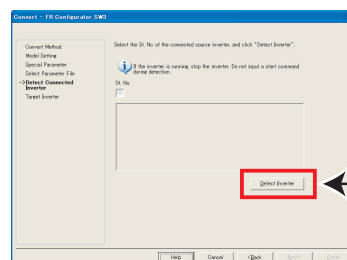 Convert - FR Configurator SW3
Convert Method
Model Setting
Special Parameter
Select Parameter File
->Detect Connected
Inverter
Target Inverter
Select the St. No. of the connected source inverter, and click "Detect Inverter".
If the inverter is running, stop the inverter. Do not input a start command
during detection.
St. No.
Detect Inverter
Help
Cancel
<Back
Next>